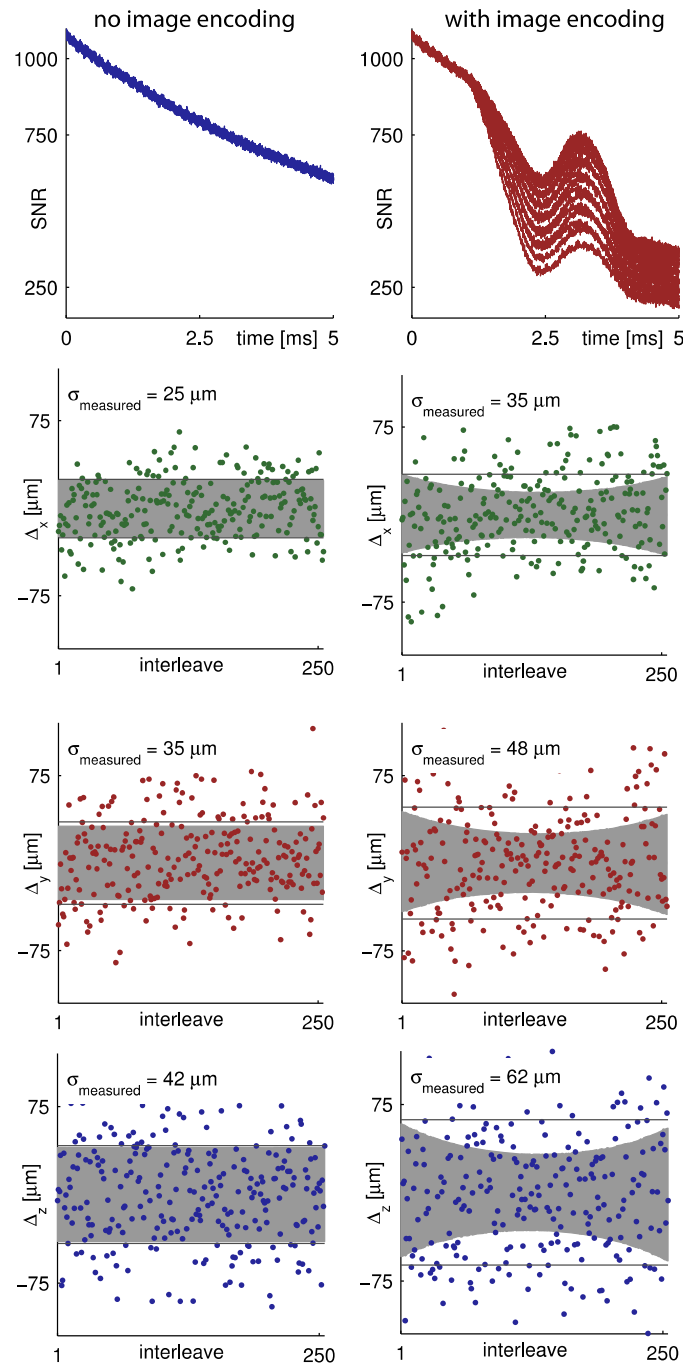 no image encoding
with image encoding
1000
750
SNR
250
0
2.5
time [ms]
5
1000
750
SNR
250
0
2.5
time [ms]
5
σmeasured = 25 μm
75
Δx [μm]
−75
1
interleave
250
σmeasured = 35 μm
75
Δx [μm]
−75
1
interleave
250
σmeasured = 35 μm
75
Δy [μm]
−75
1
interleave
250
σmeasured = 48 μm
75
Δy [μm]
−75
1
interleave
250
σmeasured = 42 μm
75
Δz [μm]
−75
1
interleave
250
σmeasured = 62 μm
75
Δz [μm]
−75
1
interleave
250